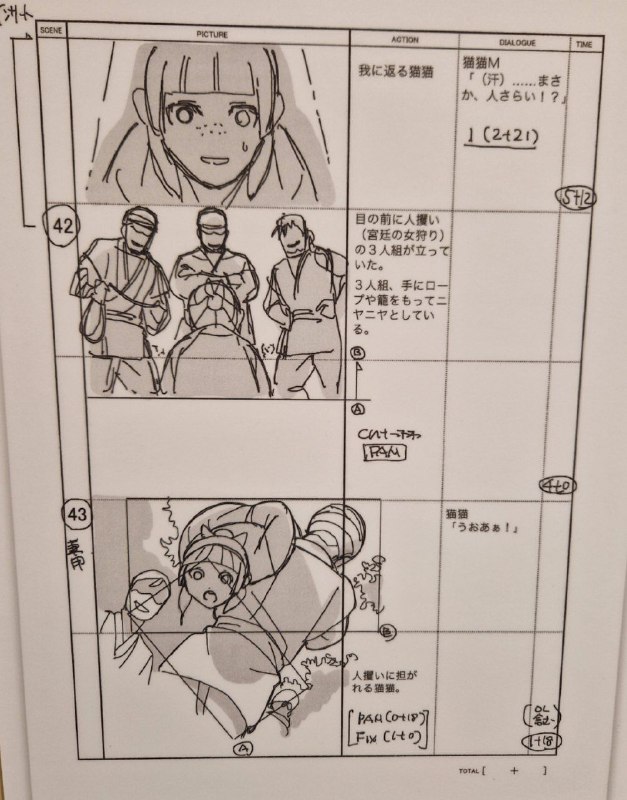 SCENE PICTURE ACTION DIALOGUE TIME
我に返る猫猫
猫猫M
「（汗）……まさ
か、人さらい！？」
1 (2+21)
5+12
42
目の前に人攫い
（宮廷の女狩り）
の３人組が立って
いた。
３人組、手にロー
プや籠をもってニ
ヤニヤとしてい
る。
B
A
PAN
4+0
43
猫猫
「うおあぁ！」
B
人攫いに担が
れる猫猫。
PAN (0+18)
FIX (1+0)
A
OL
1+18
TOTAL [ + ]